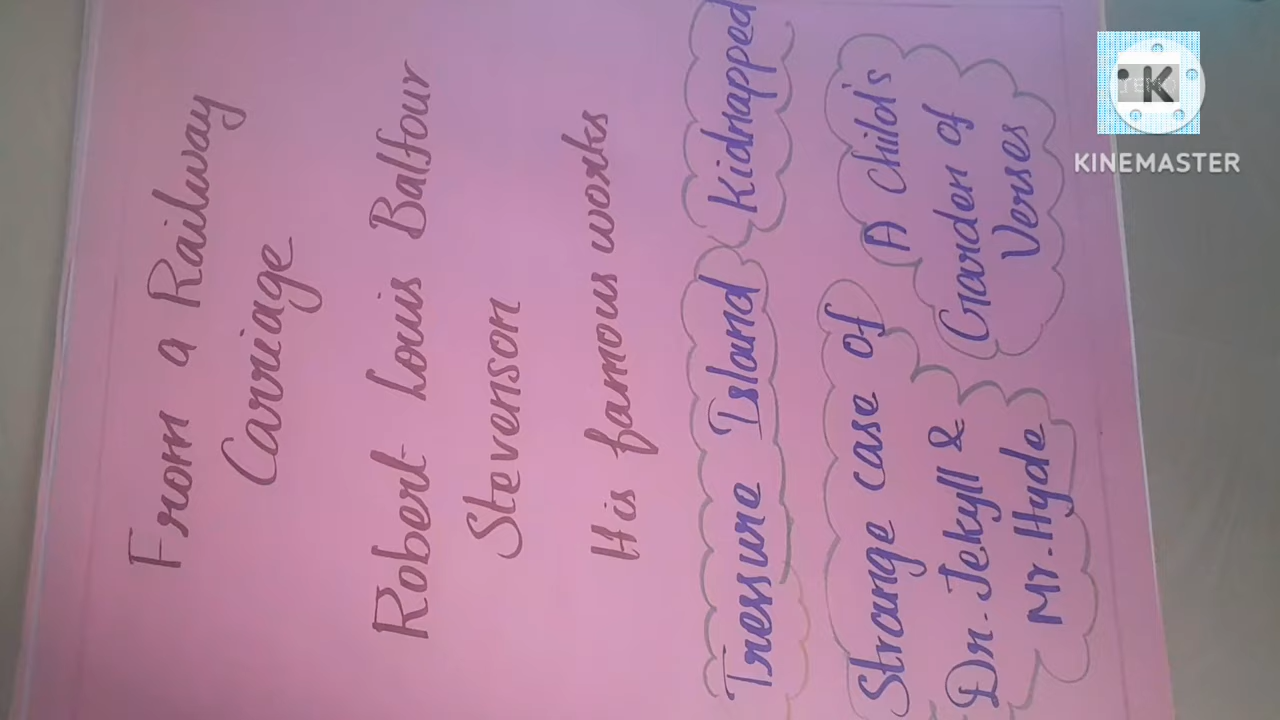 From a Railway
Carriage
Robert Louis Balfour
Stevenson
His famous works
Tressure Island
Kidnapped
Strange case of
Dr. Jekyll &
Mr. Hyde
A Child's
Garden of
Verses
KINEMASTER